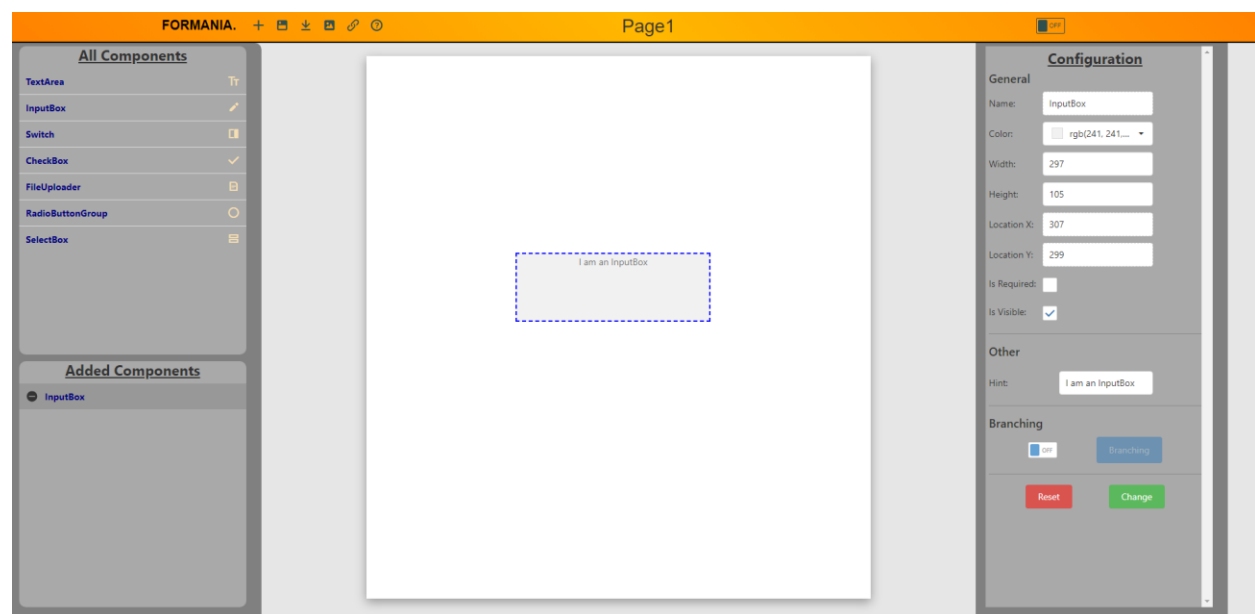 FORMANIA.
Page1
OFF
All Components
TextArea
InputBox
Switch
CheckBox
FileUploader
RadioButtonGroup
SelectBox
Added Components
InputBox
I am an InputBox
Configuration
General
Name: InputBox
Color: rgb(241, 241,...
Width: 297
Height: 105
Location X: 307
Location Y: 299
Is Required:
Is Visible:
Other
Hint: I am an InputBox
Branching
OFF Branching
Reset Change